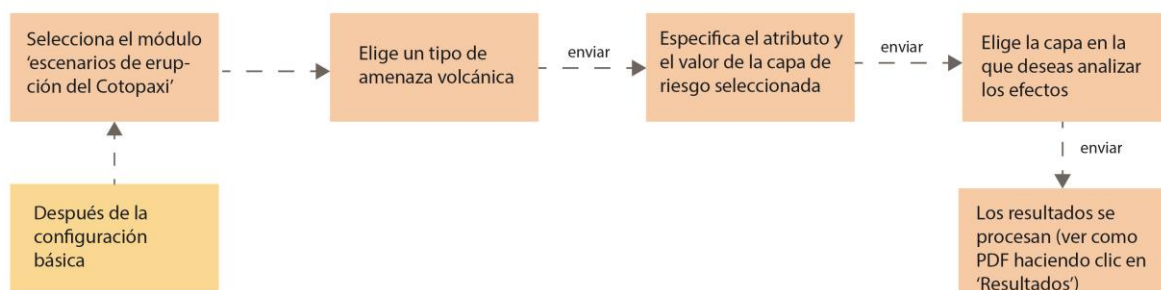 Selecciona el módulo
‘escenarios de erup-
ción del Cotopaxi’
Elige un tipo de
amenaza volcánica
enviar
Especifica el atributo y
el valor de la capa de
riesgo seleccionada
enviar
Elige la capa en la
que deseas analizar
los efectos
enviar
Después de la
configuración
básica
Los resultados se
procesan (ver como
PDF haciendo clic en
‘Resultados’)